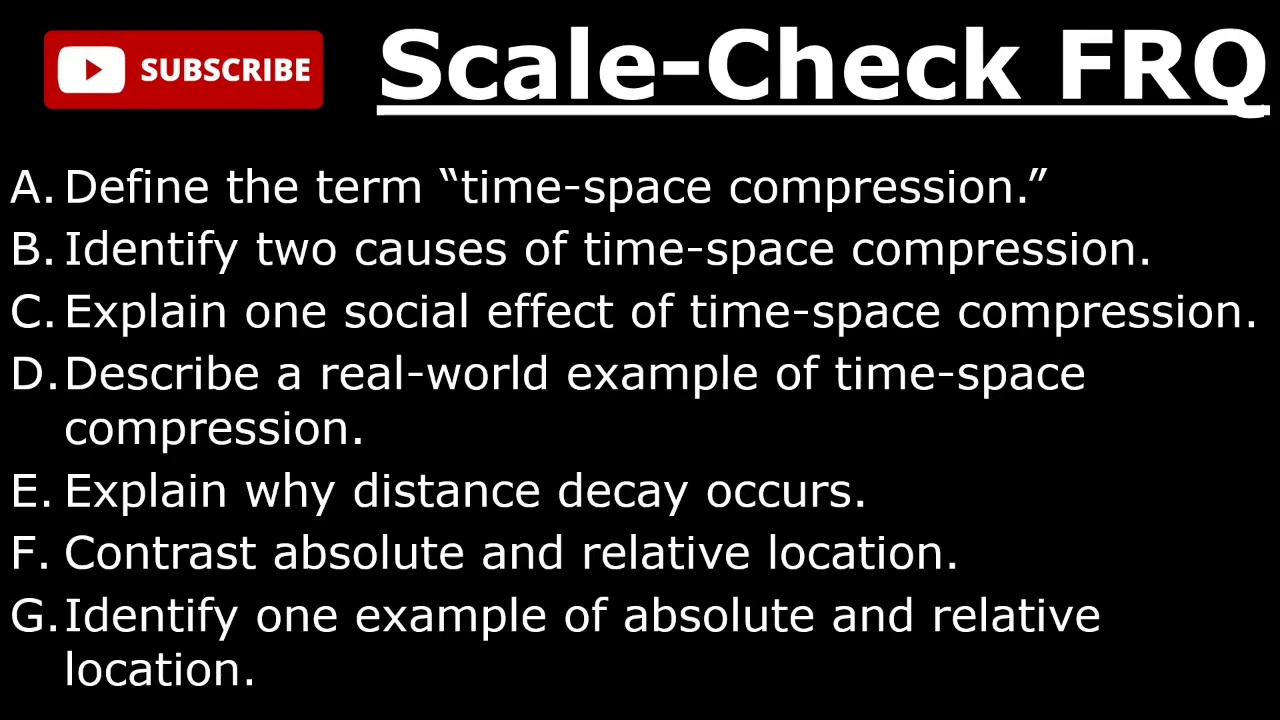 SUBSCRIBE
Scale-Check FRQ
A. Define the term “time-space compression.”
B. Identify two causes of time-space compression.
C. Explain one social effect of time-space compression.
D. Describe a real-world example of time-space
compression.
E. Explain why distance decay occurs.
F. Contrast absolute and relative location.
G. Identify one example of absolute and relative
location.